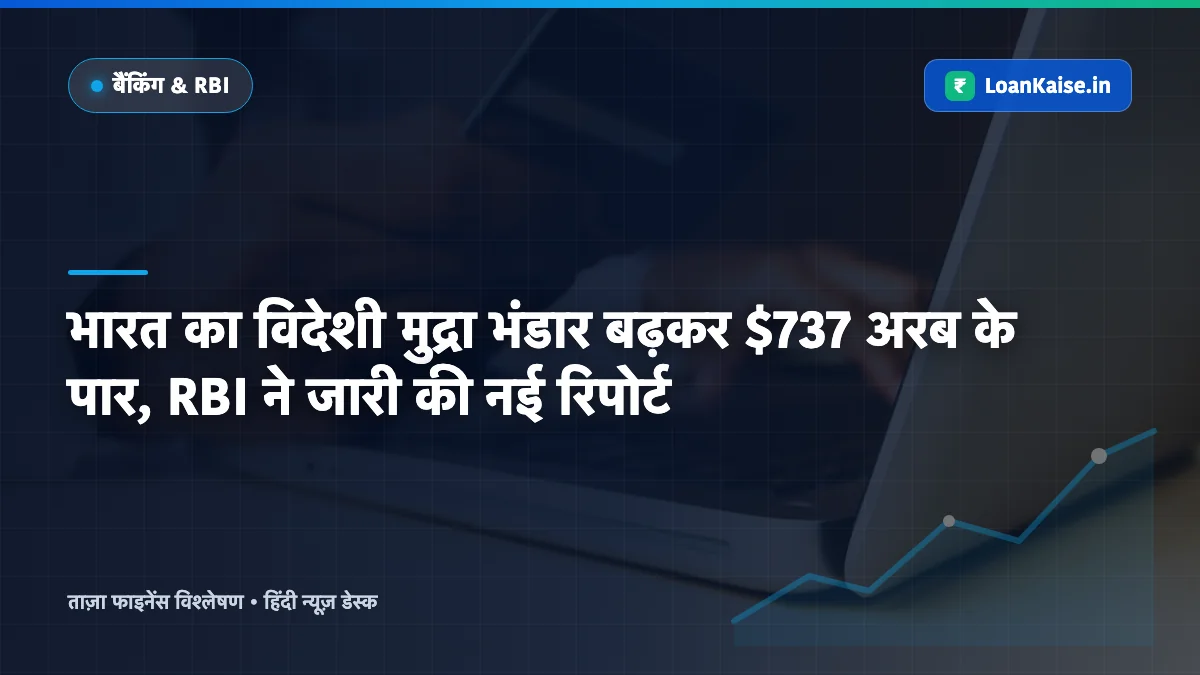 बैंकिंग & RBI
₹ LoanKaise.in
भारत का विदेशी मुद्रा भंडार बढ़कर $737 अरब के
पार, RBI ने जारी की नई रिपोर्ट
ताज़ा फाइनेंस विश्लेषण • हिंदी न्यूज़ डेस्क